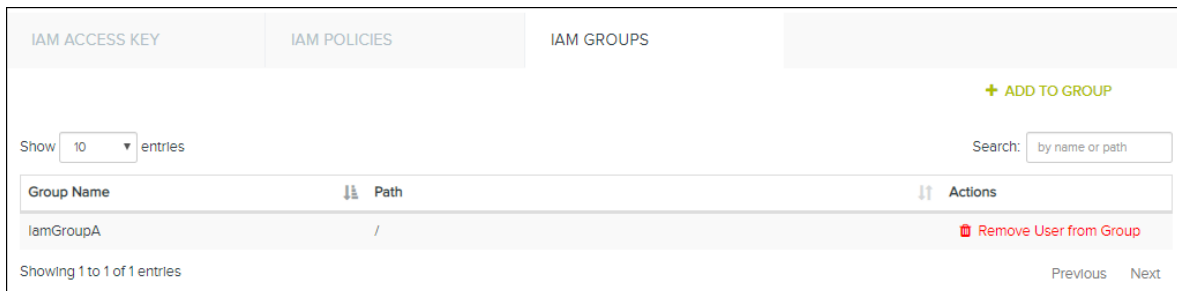 IAM ACCESS KEY IAM POLICIES IAM GROUPS
+ ADD TO GROUP
Show 10 entries Search: by name or path
Group Name Path Actions
IamGroupA / Remove User from Group
Showing 1 to 1 of 1 entries Previous Next